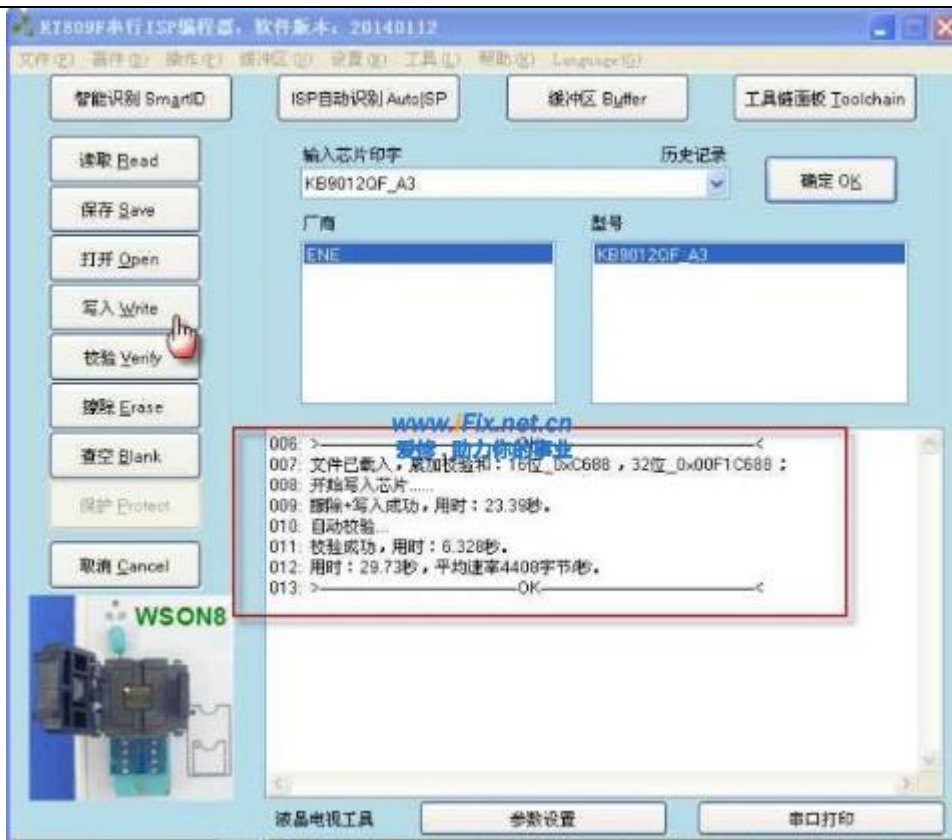 RT809F串行ISP编程器，软件版本：20140112
文件(F) 器件(D) 操作(E) 缓冲区(U) 设置(W) 工具(L) 帮助(X) Language(G)
智能识别 SmartID
ISP自动识别 AutoISP
缓冲区 Buffer
工具链面板 Toolchain
读取 Read
输入芯片印字
历史记录
KB9012QF_A3
确定 OK
保存 Save
厂商
型号
打开 Open
ENE
KB9012QF_A3
写入 Write
校验 Verify
擦除 Erase
www.iFix.net.cn
爱修 助力你的事业
查空 Blank
006: >——OK——<
007: 文件已载入，累加校验和：16位_0xC688 ，32位_0x00F1C688；
008: 开始写入芯片......
009: 擦除+写入成功，用时：23.39秒。
010: 自动校验...
011: 校验成功，用时：6.328秒。
012: 用时：29.73秒，平均速率4408字节/秒。
013: >——OK——<
保护 Protect
取消 Cancel
WSON8
液晶电视工具
参数设置
串口打印